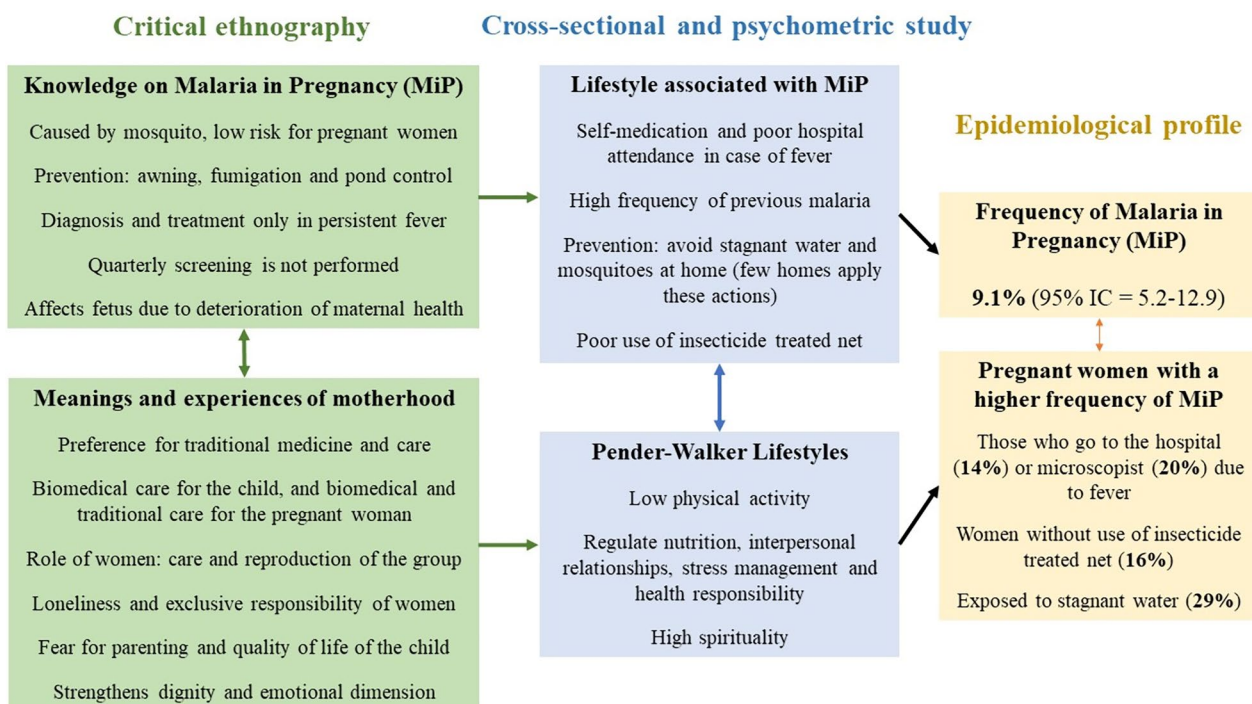 Critical ethnography
Knowledge on Malaria in Pregnancy (MiP)
Caused by mosquito, low risk for pregnant women
Prevention: awning, fumigation and pond control
Diagnosis and treatment only in persistent fever
Quarterly screening is not performed
Affects fetus due to deterioration of maternal health
Meanings and experiences of motherhood
Preference for traditional medicine and care
Biomedical care for the child, and biomedical and
traditional care for the pregnant woman
Role of women: care and reproduction of the group
Loneliness and exclusive responsibility of women
Fear for parenting and quality of life of the child
Strengthens dignity and emotional dimension
Cross-sectional and psychometric study
Lifestyle associated with MiP
Self-medication and poor hospital
attendance in case of fever
High frequency of previous malaria
Prevention: avoid stagnant water and
mosquitoes at home (few homes apply
these actions)
Poor use of insecticide treated net
Pender-Walker Lifestyles
Low physical activity
Regulate nutrition, interpersonal
relationships, stress management and
health responsibility
High spirituality
Epidemiological profile
Frequency of Malaria in
Pregnancy (MiP)
9.1% (95% IC = 5.2-12.9)
Pregnant women with a
higher frequency of MiP
Those who go to the hospital
(14%) or microscopist (20%) due
to fever
Women without use of insecticide
treated net (16%)
Exposed to stagnant water (29%)